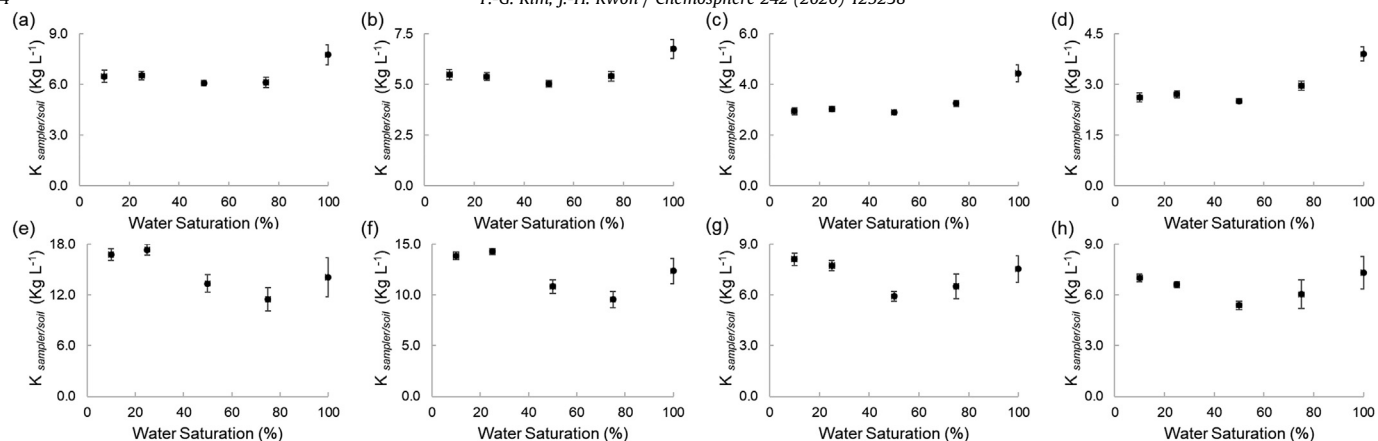 (a) (b) (c) (d)
9.0 7.5 6.0 4.5
6.0 5.0 4.0 3.0
3.0 2.5 2.0 1.5
0.0 0.0 0.0 0.0
K sampler/soil (Kg L-1) K sampler/soil (Kg L-1) K sampler/soil (Kg L-1) K sampler/soil (Kg L-1)
0 20 40 60 80 100 0 20 40 60 80 100 0 20 40 60 80 100 0 20 40 60 80 100
Water Saturation (%) Water Saturation (%) Water Saturation (%) Water Saturation (%)
(e) (f) (g) (h)
18.0 15.0 9.0 9.0
12.0 10.0 6.0 6.0
6.0 5.0 3.0 3.0
0.0 0.0 0.0 0.0
K sampler/soil (Kg L-1) K sampler/soil (Kg L-1) K sampler/soil (Kg L-1) K sampler/soil (Kg L-1)
0 20 40 60 80 100 0 20 40 60 80 100 0 20 40 60 80 100 0 20 40 60 80 100
Water Saturation (%) Water Saturation (%) Water Saturation (%) Water Saturation (%)